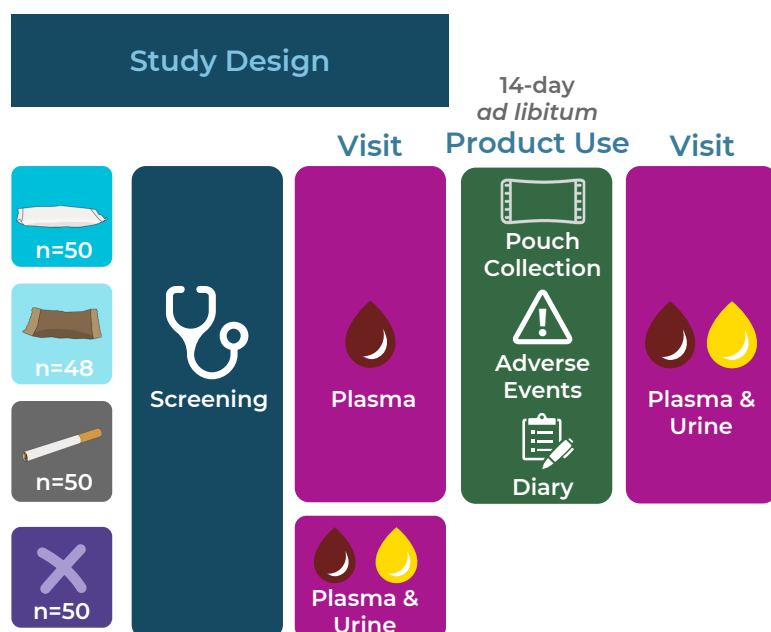 Study Design
14-day
ad libitum
Visit
Product Use
Visit
n=50
n=48
n=50
n=50
Screening
Plasma
Plasma &
Urine
Pouch
Collection
Adverse
Events
Diary
Plasma &
Urine